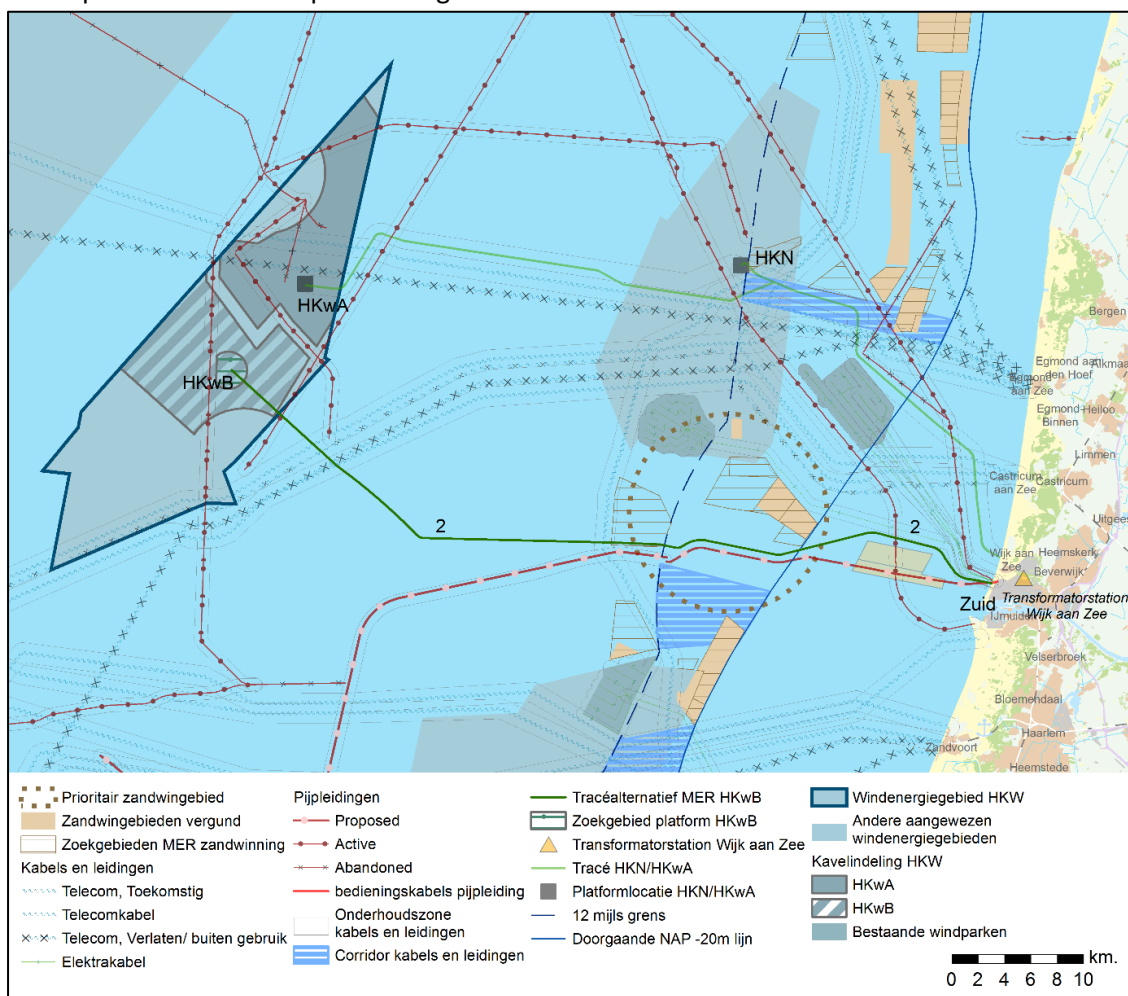 HKN
HKwA
HKwB
2
2
Zuid
Transformatorstation
Wijk aan Zee
Bergen
Egmond aan
den Hoef
Alkmaa
Egmond
aan Zee
Egmond-
Binnen
Heiloo
Limmen
Castricum
aan Zee
Castricum
Uitgees
Wijk aan
Zee
Heemskerk
Beverwijk
IJmuiden
Velserbroek
Bloemendaal
Haarlem
Zandvoort
Heemstede
Prioritair zandwingebied
Zandwingebieden vergund
Zoekgebieden MER zandwinning
Kabels en leidingen
Telecom, Toekomstig
Telecomkabel
Telecom, Verlaten/ buiten gebruik
Elektrakabel
Pijpleidingen
Proposed
Active
Abandoned
bedieningskabels pijpleiding
Onderhoudszone
kabels en leidingen
Corridor kabels en leidingen
Tracéalternatief MER HKwB
Zoekgebied platform HKwB
Transformatorstation Wijk aan Zee
Tracé HKN/HKwA
Platformlocatie HKN/HKwA
12 mijls grens
Doorgaande NAP -20m lijn
Windenergiegebied HKW
Andere aangewezen
windenergiegebieden
Kavelindeling HKW
HKwA
HKwB
Bestaande windparken
km.
0 2 4 6 8 10